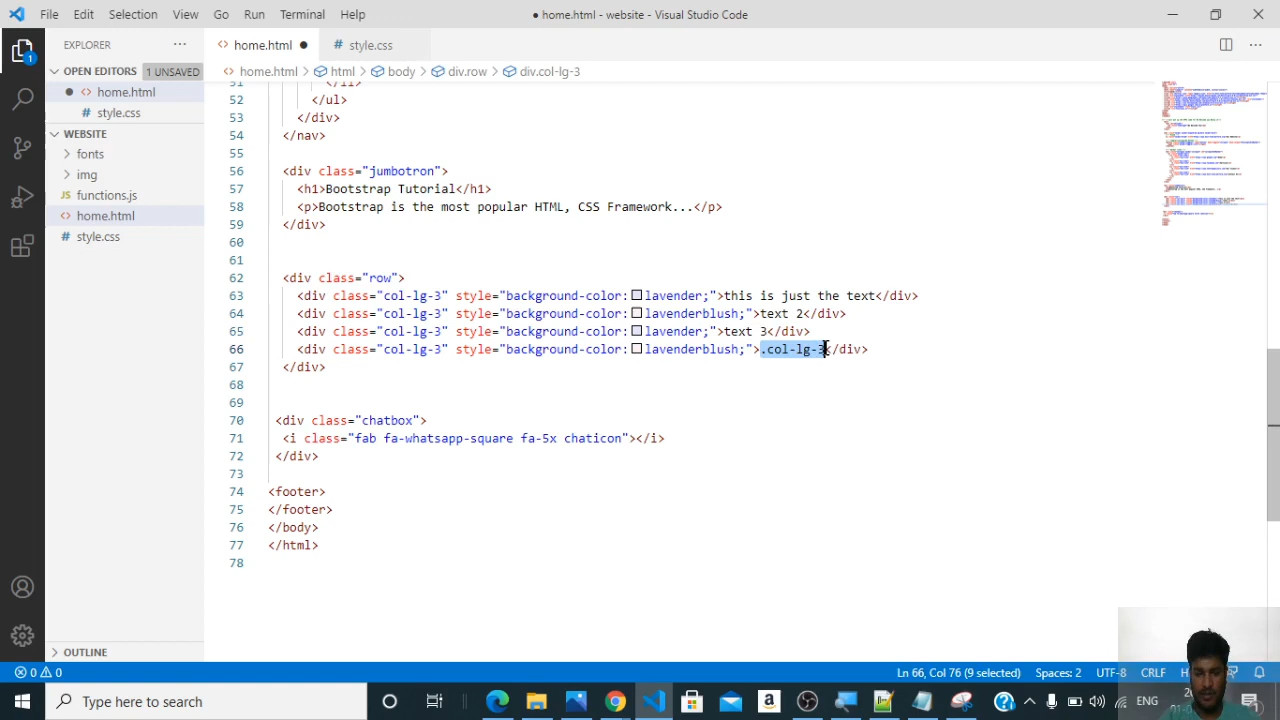 File Edit Selection View Go Run Terminal Help ● home.html - website - Visual Studio Code
EXPLORER ··· <> home.html ● # style.css
OPEN EDITORS 1 UNSAVED <> home.html > html > body > div.row > div.col-lg-3
● <> home.html
# style.css
WEBSITE
img
functions.js
<> home.html
# style.css
52 </ul>
53 </div>
54 </nav>
55
56 <div class="jumbotron">
57 <h1>Bootstrap Tutorial</h1>
58 <p>Bootstrap is the most popular HTML, CSS Framework...</p>
59 </div>
60
61
62 <div class="row">
63 <div class="col-lg-3" style="background-color:lavender;">this is just the text</div>
64 <div class="col-lg-3" style="background-color:lavenderblush;">text 2</div>
65 <div class="col-lg-3" style="background-color:lavender;">text 3</div>
66 <div class="col-lg-3" style="background-color:lavenderblush;">.col-lg-3</div>
67 </div>
68
69
70 <div class="chatbox">
71 <i class="fab fa-whatsapp-square fa-5x chaticon"></i>
72 </div>
73
74 <footer>
75 </footer>
76 </body>
77 </html>
78
OUTLINE
0 0 Ln 66, Col 76 (9 selected) Spaces: 2 UTF-8 CRLF
Type here to search ENG
1